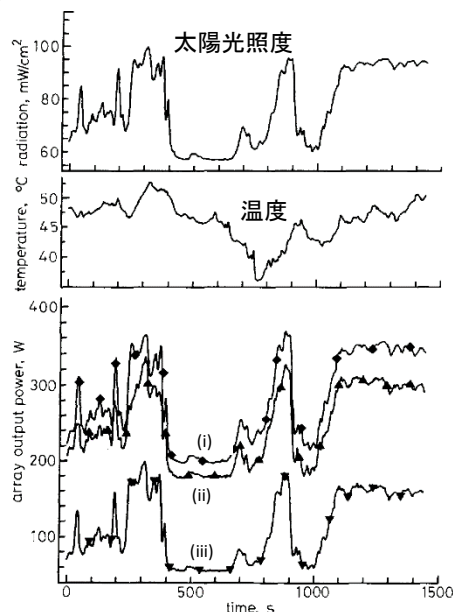 太陽光照度
radiation, mW/cm²
100
80
60
温度
temperature, °C
50
45
40
array output power, W
400
300
200
100
(i)
(ii)
(iii)
0
500
1000
1500
time, s